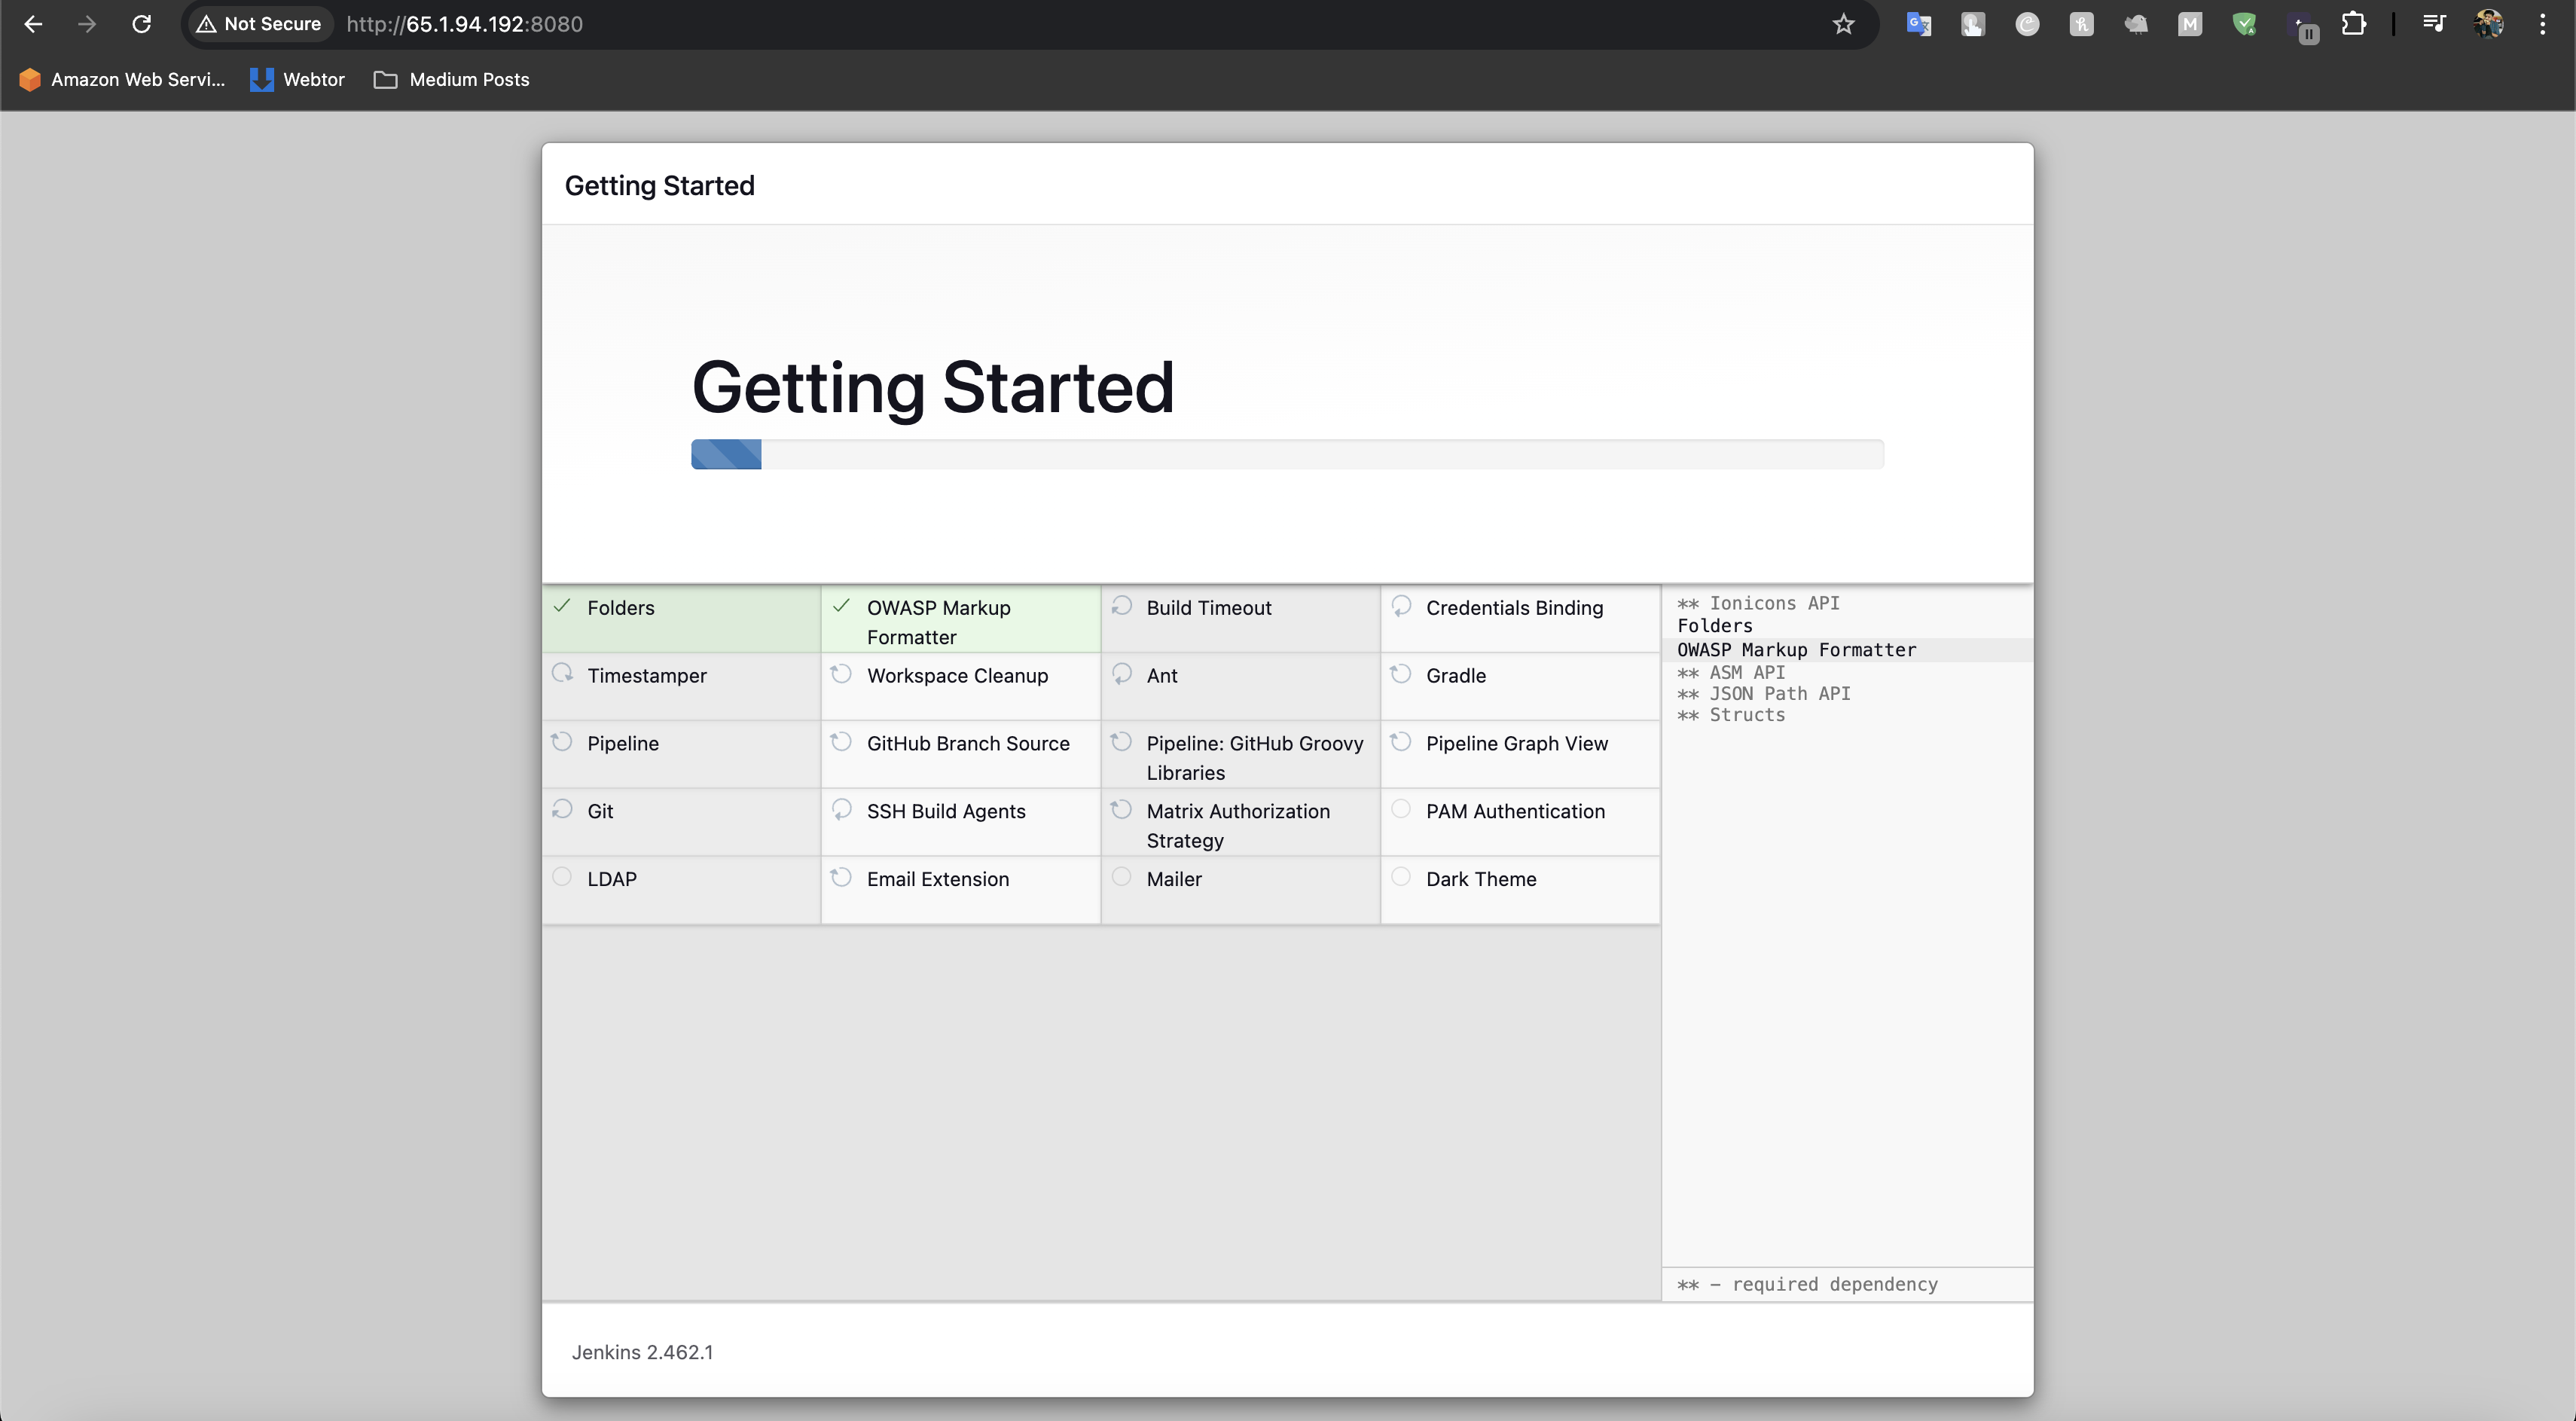 Not Secure http://65.1.94.192:8080
Amazon Web Servi... Webtor Medium Posts
Getting Started
Getting Started
Folders
OWASP Markup
Formatter
Build Timeout
Credentials Binding
Timestamper
Workspace Cleanup
Ant
Gradle
Pipeline
GitHub Branch Source
Pipeline: GitHub Groovy
Libraries
Pipeline Graph View
Git
SSH Build Agents
Matrix Authorization
Strategy
PAM Authentication
LDAP
Email Extension
Mailer
Dark Theme
** Ionicons API
Folders
OWASP Markup Formatter
** ASM API
** JSON Path API
** Structs
** - required dependency
Jenkins 2.462.1